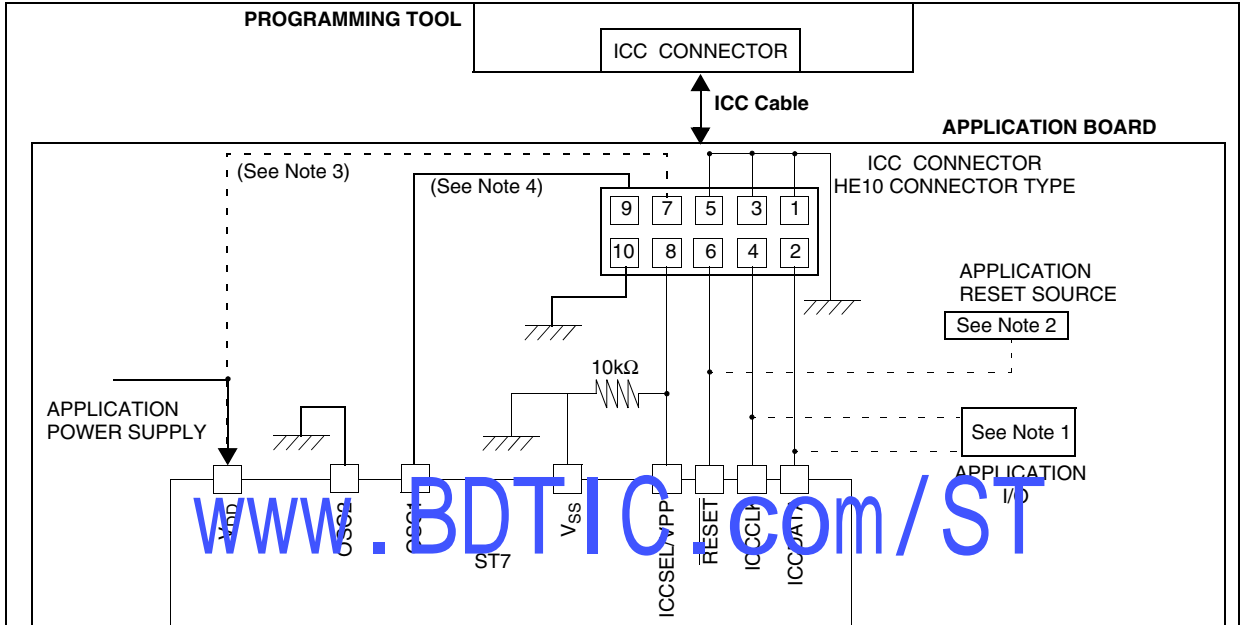 PROGRAMMING TOOL
ICC CONNECTOR
ICC Cable
APPLICATION BOARD
(See Note 3)
(See Note 4)
ICC CONNECTOR
HE10 CONNECTOR TYPE
9 7 5 3 1
10 8 6 4 2
APPLICATION
RESET SOURCE
See Note 2
10kΩ
APPLICATION
POWER SUPPLY
See Note 1
APPLICATION
I/O
VDD
OSC2
OSC1
VSS
ICCSEL/VPP
RESET
ICCCLK
ICCDATA
ST7
www.BDTIC.com/ST